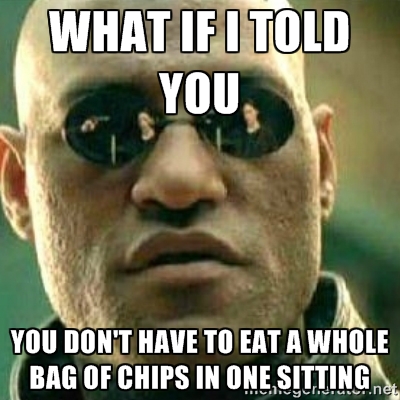 WHAT IF I TOLD
YOU
YOU DON'T HAVE TO EAT A WHOLE
BAG OF CHIPS IN ONE SITTING
memegenerator.net